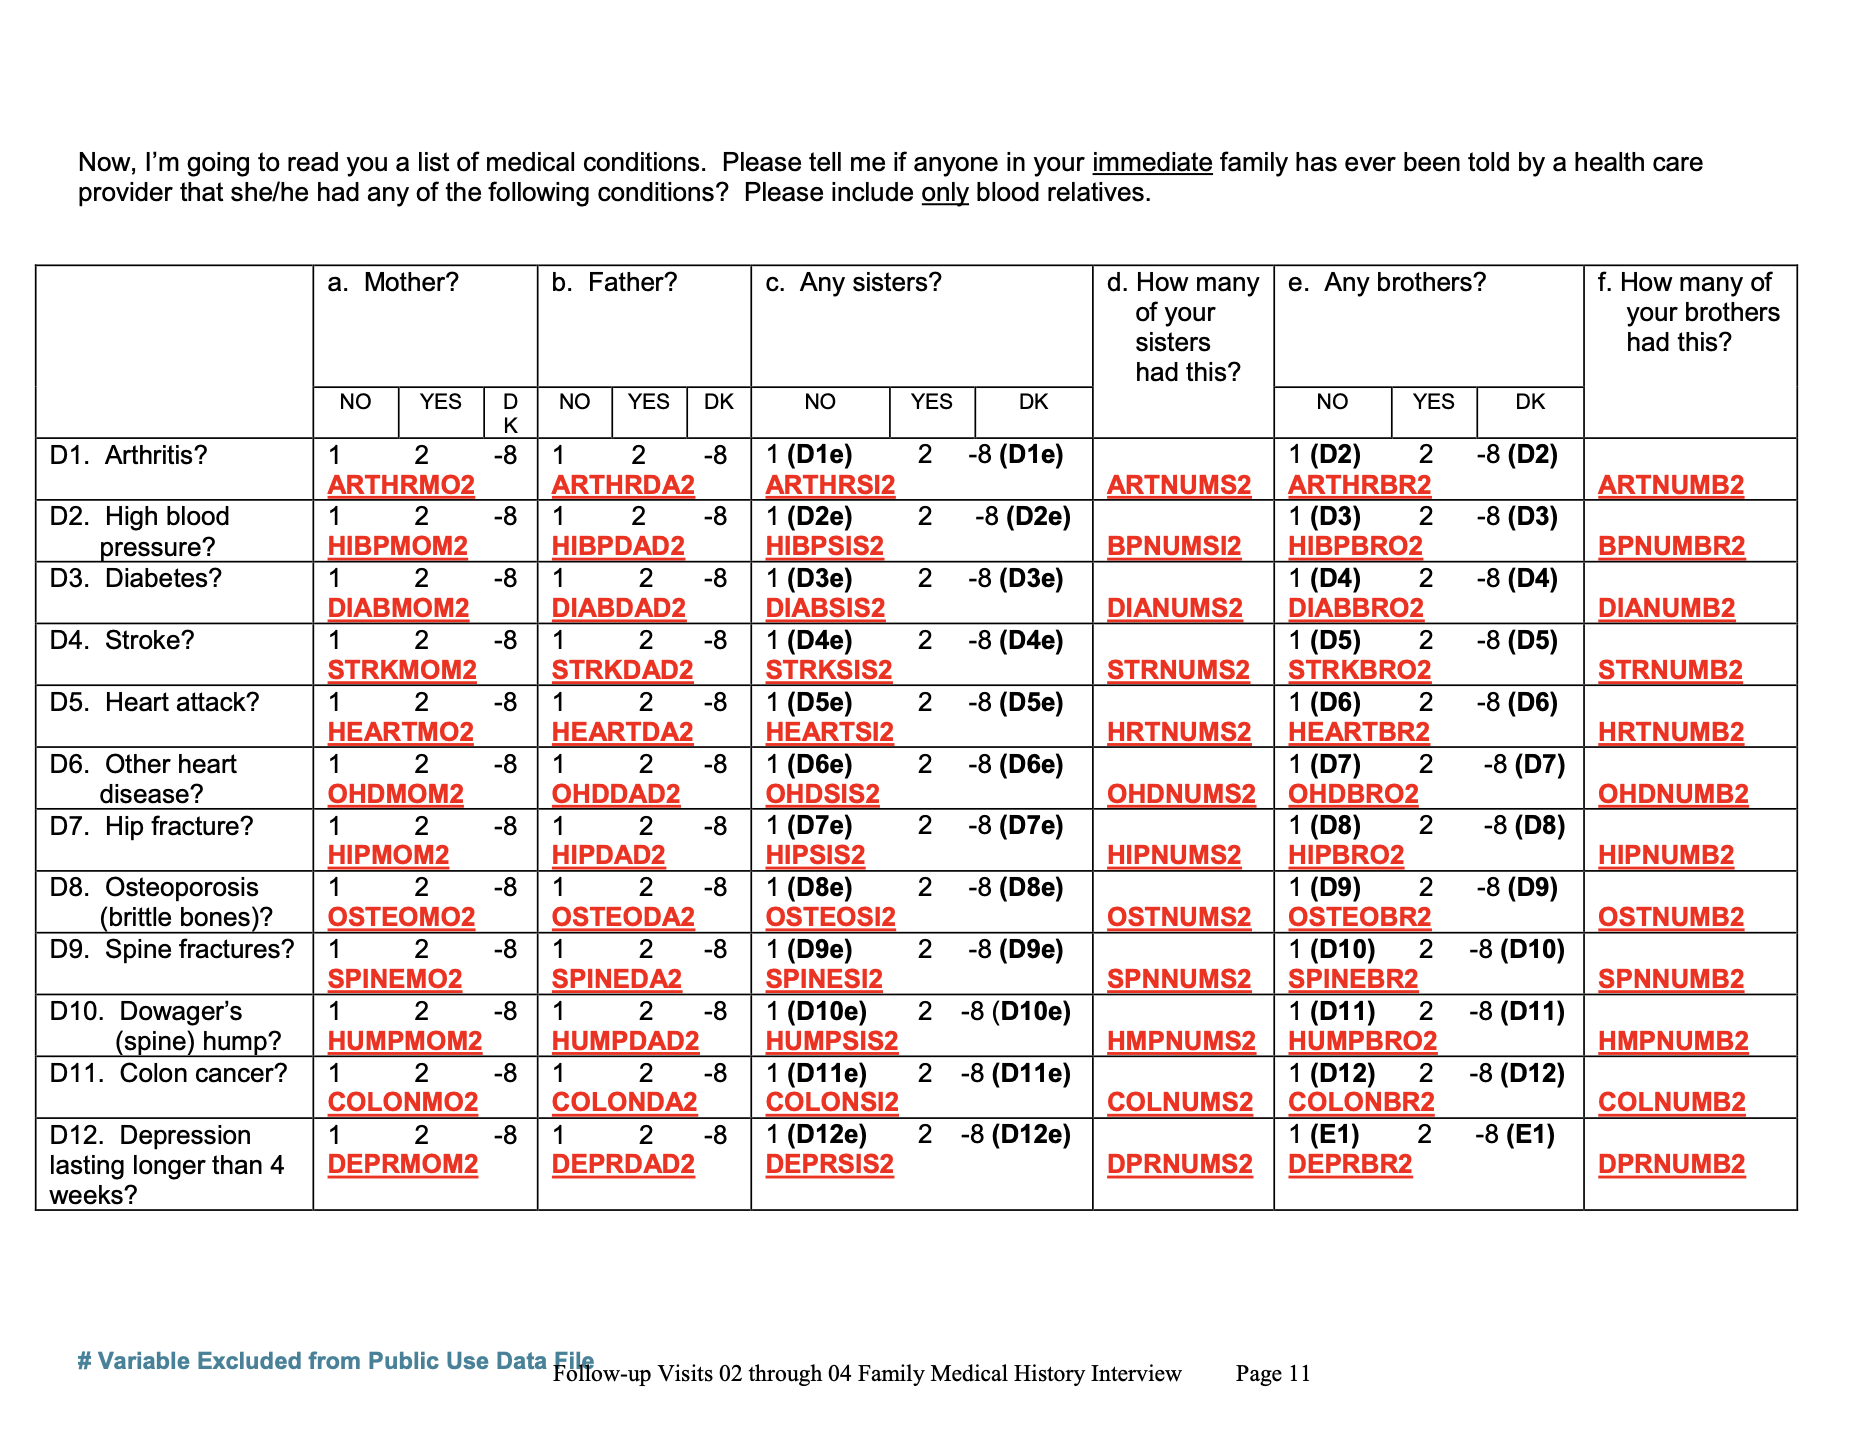 Now, I'm going to read you a list of medical conditions.  Please tell me if anyone in your immediate family has ever been told by a health care
provider that she/he had any of the following conditions?  Please include only blood relatives.
a.  Mother? b.  Father? c.  Any sisters? d. How many e.  Any brothers? f. How many of
of your your brothers
sisters had this?
had this?
NO YES D NO YES DK NO YES DK NO YES DK
K
D1.  Arthritis? 1 2 -8 1 2 -8 1 (D1e) 2 -8 (D1e) 1 (D2) 2 -8 (D2)
ARTHRMO2 ARTHRDA2 ARTHRSI2 ARTNUMS2 ARTHRBR2 ARTNUMB2
D2.  High blood 1 2 -8 1 2 -8 1 (D2e) 2 -8 (D2e) 1 (D3) 2 -8 (D3)
pressure? HIBPMOM2 HIBPDAD2 HIBPSIS2 BPNUMSI2 HIBPBRO2 BPNUMBR2
D3.  Diabetes? 1 2 -8 1 2 -8 1 (D3e) 2 -8 (D3e) 1 (D4) 2 -8 (D4)
DIABMOM2 DIABDAD2 DIABSIS2 DIANUMS2 DIABBRO2 DIANUMB2
D4.  Stroke? 1 2 -8 1 2 -8 1 (D4e) 2 -8 (D4e) 1 (D5) 2 -8 (D5)
STRKMOM2 STRKDAD2 STRKSIS2 STRNUMS2 STRKBRO2 STRNUMB2
D5.  Heart attack? 1 2 -8 1 2 -8 1 (D5e) 2 -8 (D5e) 1 (D6) 2 -8 (D6)
HEARTMO2 HEARTDA2 HEARTSI2 HRTNUMS2 HEARTBR2 HRTNUMB2
D6.  Other heart 1 2 -8 1 2 -8 1 (D6e) 2 -8 (D6e) 1 (D7) 2 -8 (D7)
disease? OHDMOM2 OHDDAD2 OHDSIS2 OHDNUMS2 OHDBRO2 OHDNUMB2
D7.  Hip fracture? 1 2 -8 1 2 -8 1 (D7e) 2 -8 (D7e) 1 (D8) 2 -8 (D8)
HIPMOM2 HIPDAD2 HIPSIS2 HIPNUMS2 HIPBRO2 HIPNUMB2
D8.  Osteoporosis 1 2 -8 1 2 -8 1 (D8e) 2 -8 (D8e) 1 (D9) 2 -8 (D9)
(brittle bones)? OSTEOMO2 OSTEODA2 OSTEOSI2 OSTNUMS2 OSTEOBR2 OSTNUMB2
D9.  Spine fractures? 1 2 -8 1 2 -8 1 (D9e) 2 -8 (D9e) 1 (D10) 2 -8 (D10)
SPINEMO2 SPINEDA2 SPINESI2 SPNNUMS2 SPINEBR2 SPNNUMB2
D10.  Dowager's 1 2 -8 1 2 -8 1 (D10e) 2 -8 (D10e) 1 (D11) 2 -8 (D11)
(spine) hump? HUMPMOM2 HUMPDAD2 HUMPSIS2 HMPNUMS2 HUMPBRO2 HMPNUMB2
D11.  Colon cancer? 1 2 -8 1 2 -8 1 (D11e) 2 -8 (D11e) 1 (D12) 2 -8 (D12)
COLONMO2 COLONDA2 COLONSI2 COLNUMS2 COLONBR2 COLNUMB2
D12.  Depression 1 2 -8 1 2 -8 1 (D12e) 2 -8 (D12e) 1 (E1) 2 -8 (E1)
lasting longer than 4 DEPRMOM2 DEPRDAD2 DEPRSIS2 DPRNUMS2 DEPRBR2 DPRNUMB2
weeks?
# Variable Excluded from Public Use Data File
Follow-up Visits 02 through 04 Family Medical History Interview Page 11